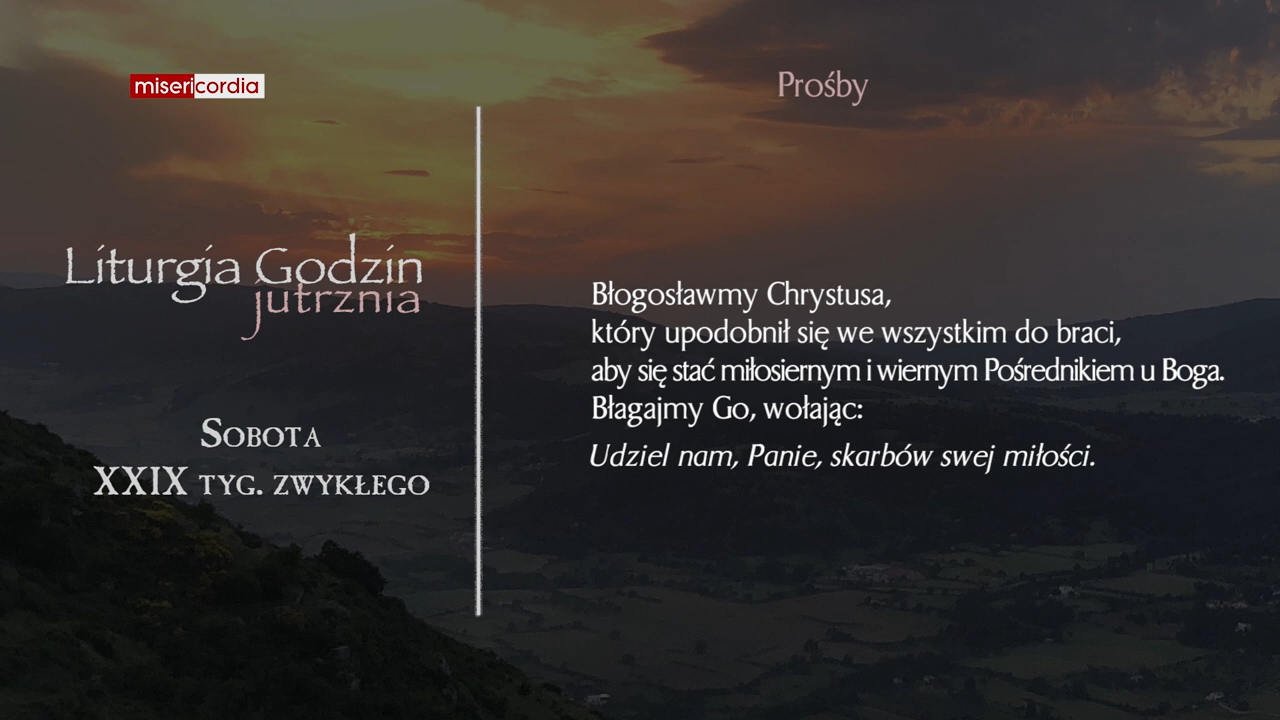 misericordia
Liturgia Godzin
jutrznia
Sobota
XXIX tyg. zwykłego
Prośby
Błogosławmy Chrystusa,
który upodobnił się we wszystkim do braci,
aby się stać miłosiernym i wiernym Pośrednikiem u Boga.
Błagajmy Go, wołając:
Udziel nam, Panie, skarbów swej miłości.